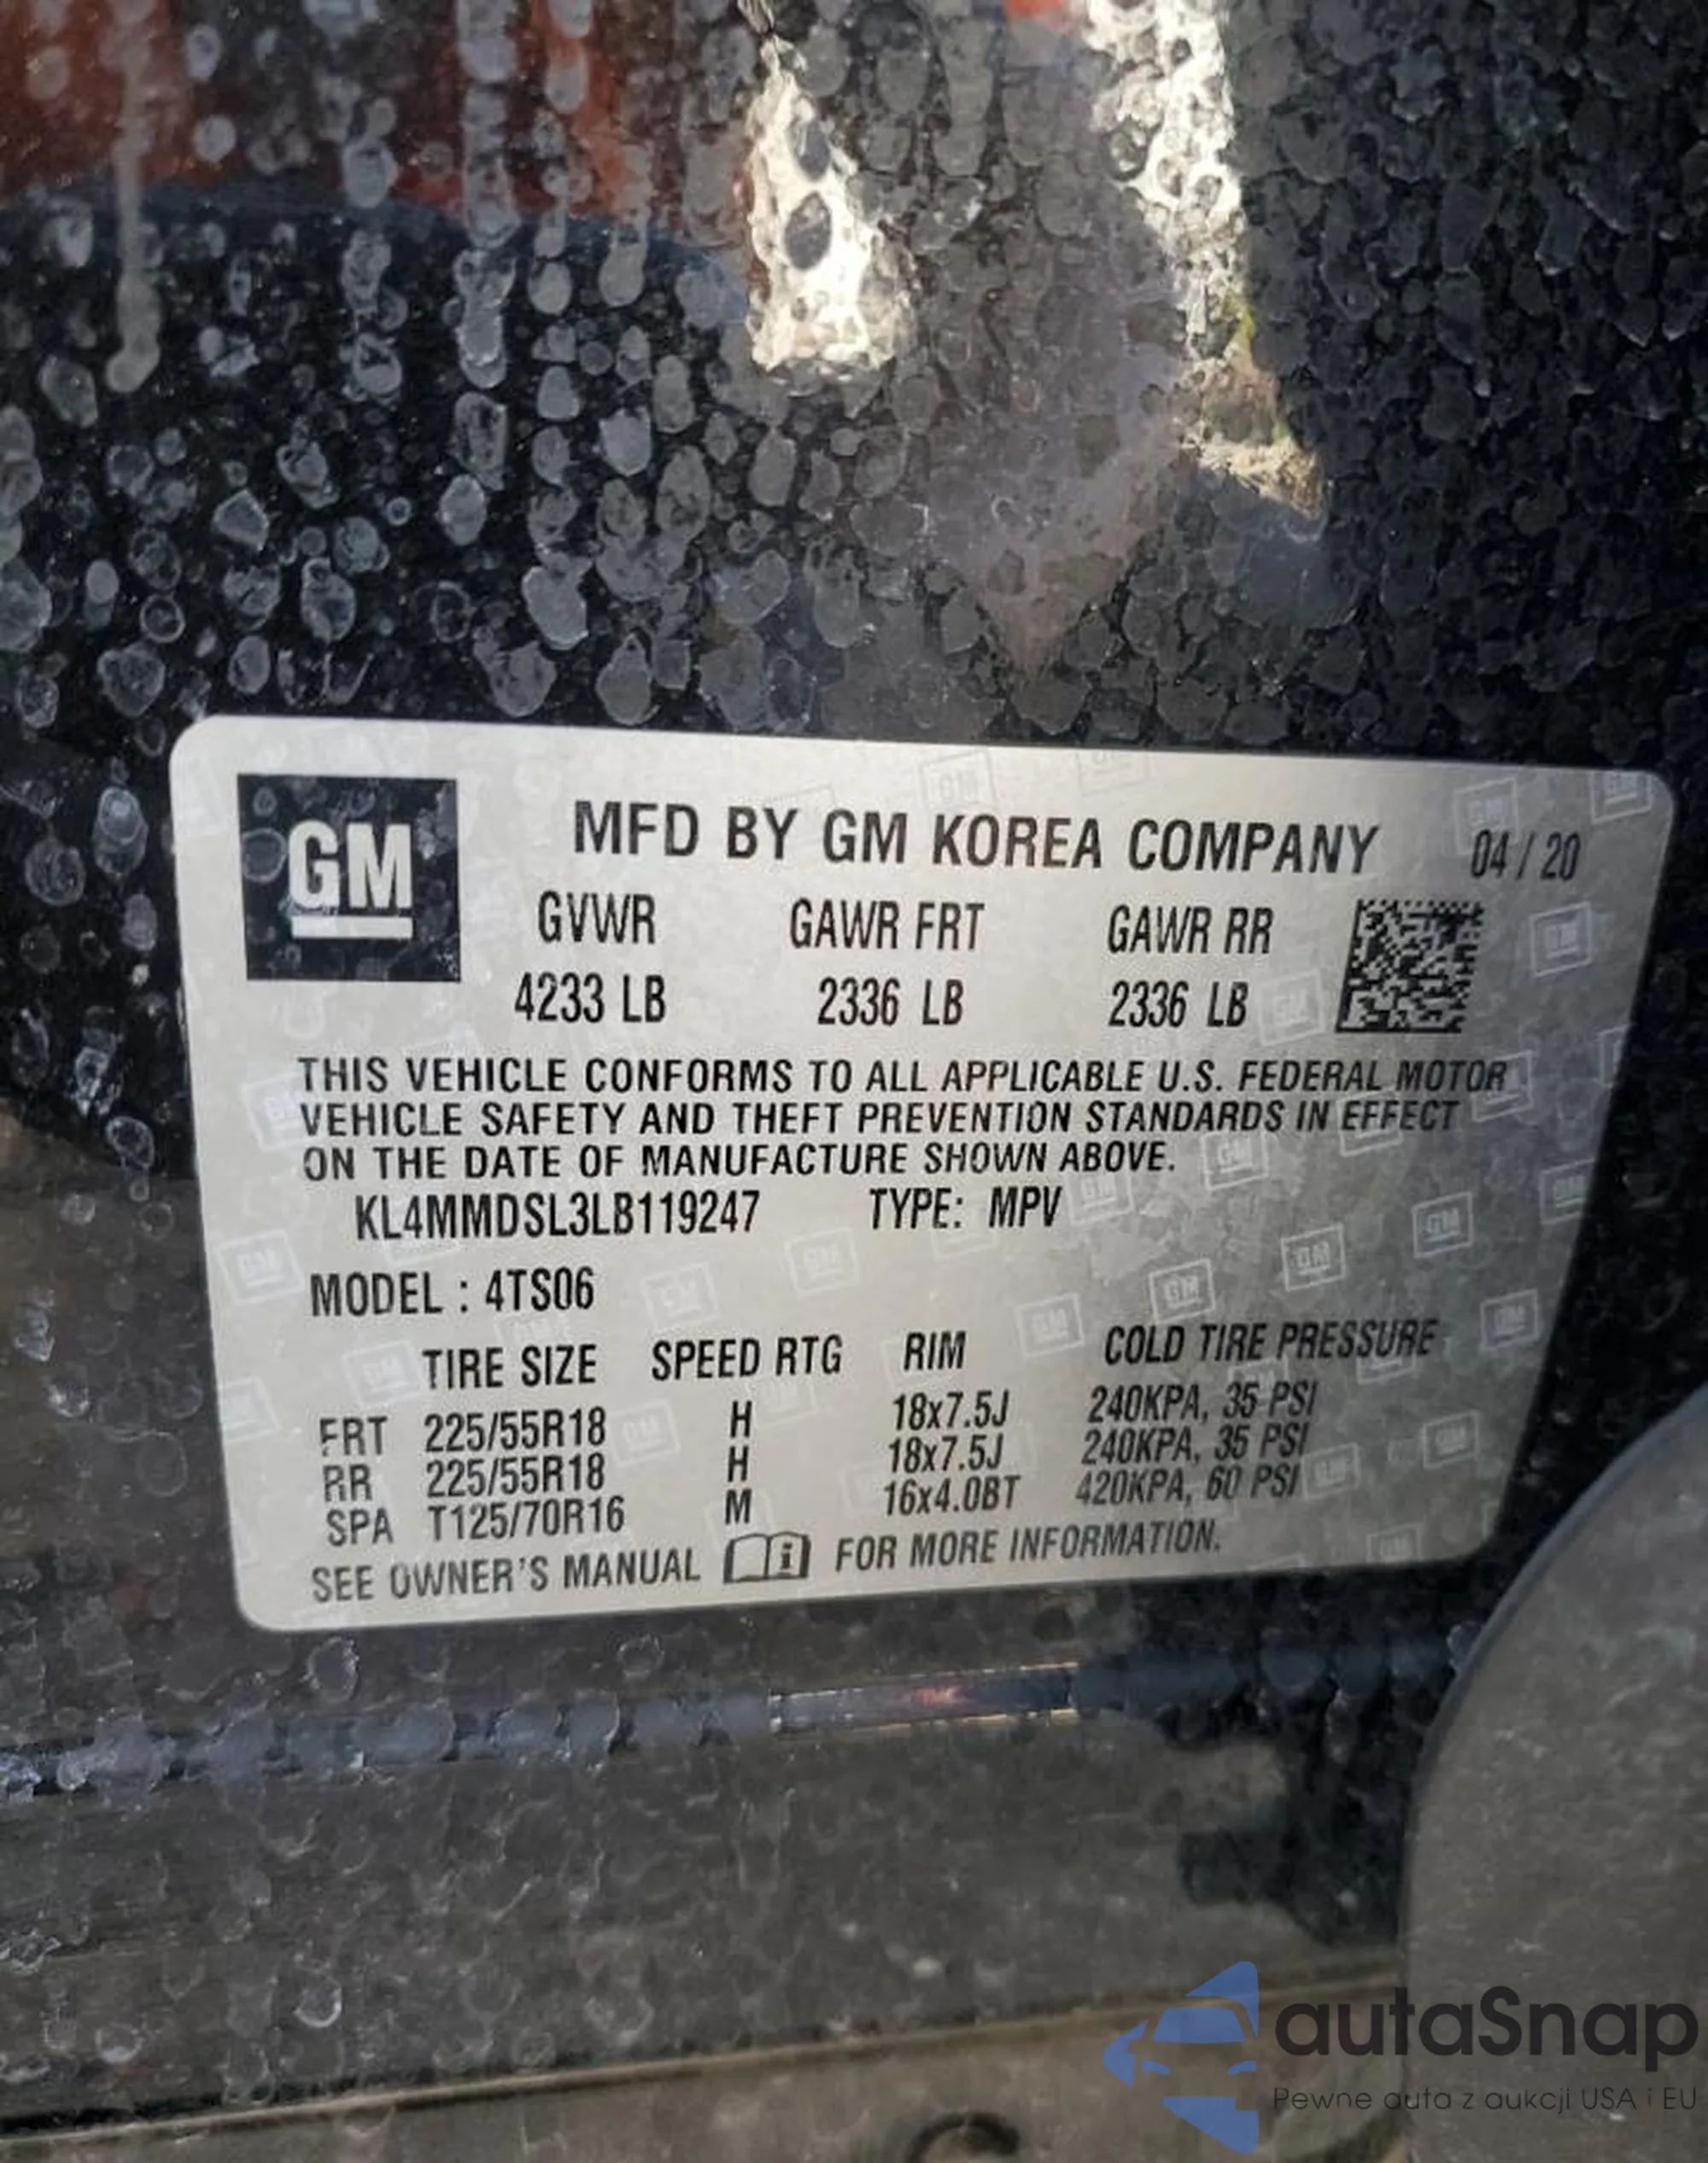 GM
MFD BY GM KOREA COMPANY 04 / 20
GVWR GAWR FRT GAWR RR
4233 LB 2336 LB 2336 LB
THIS VEHICLE CONFORMS TO ALL APPLICABLE U.S. FEDERAL MOTOR
VEHICLE SAFETY AND THEFT PREVENTION STANDARDS IN EFFECT
ON THE DATE OF MANUFACTURE SHOWN ABOVE.
KL4MMDSL3LB119247 TYPE: MPV
MODEL : 4TS06
TIRE SIZE SPEED RTG RIM COLD TIRE PRESSURE
FRT 225/55R18 H 18x7.5J 240KPA, 35 PSI
RR 225/55R18 H 18x7.5J 240KPA, 35 PSI
SPA T125/70R16 M 16x4.0BT 420KPA, 60 PSI
SEE OWNER'S MANUAL i FOR MORE INFORMATION.
autaSnap
Pewne auta z aukcji USA i EU